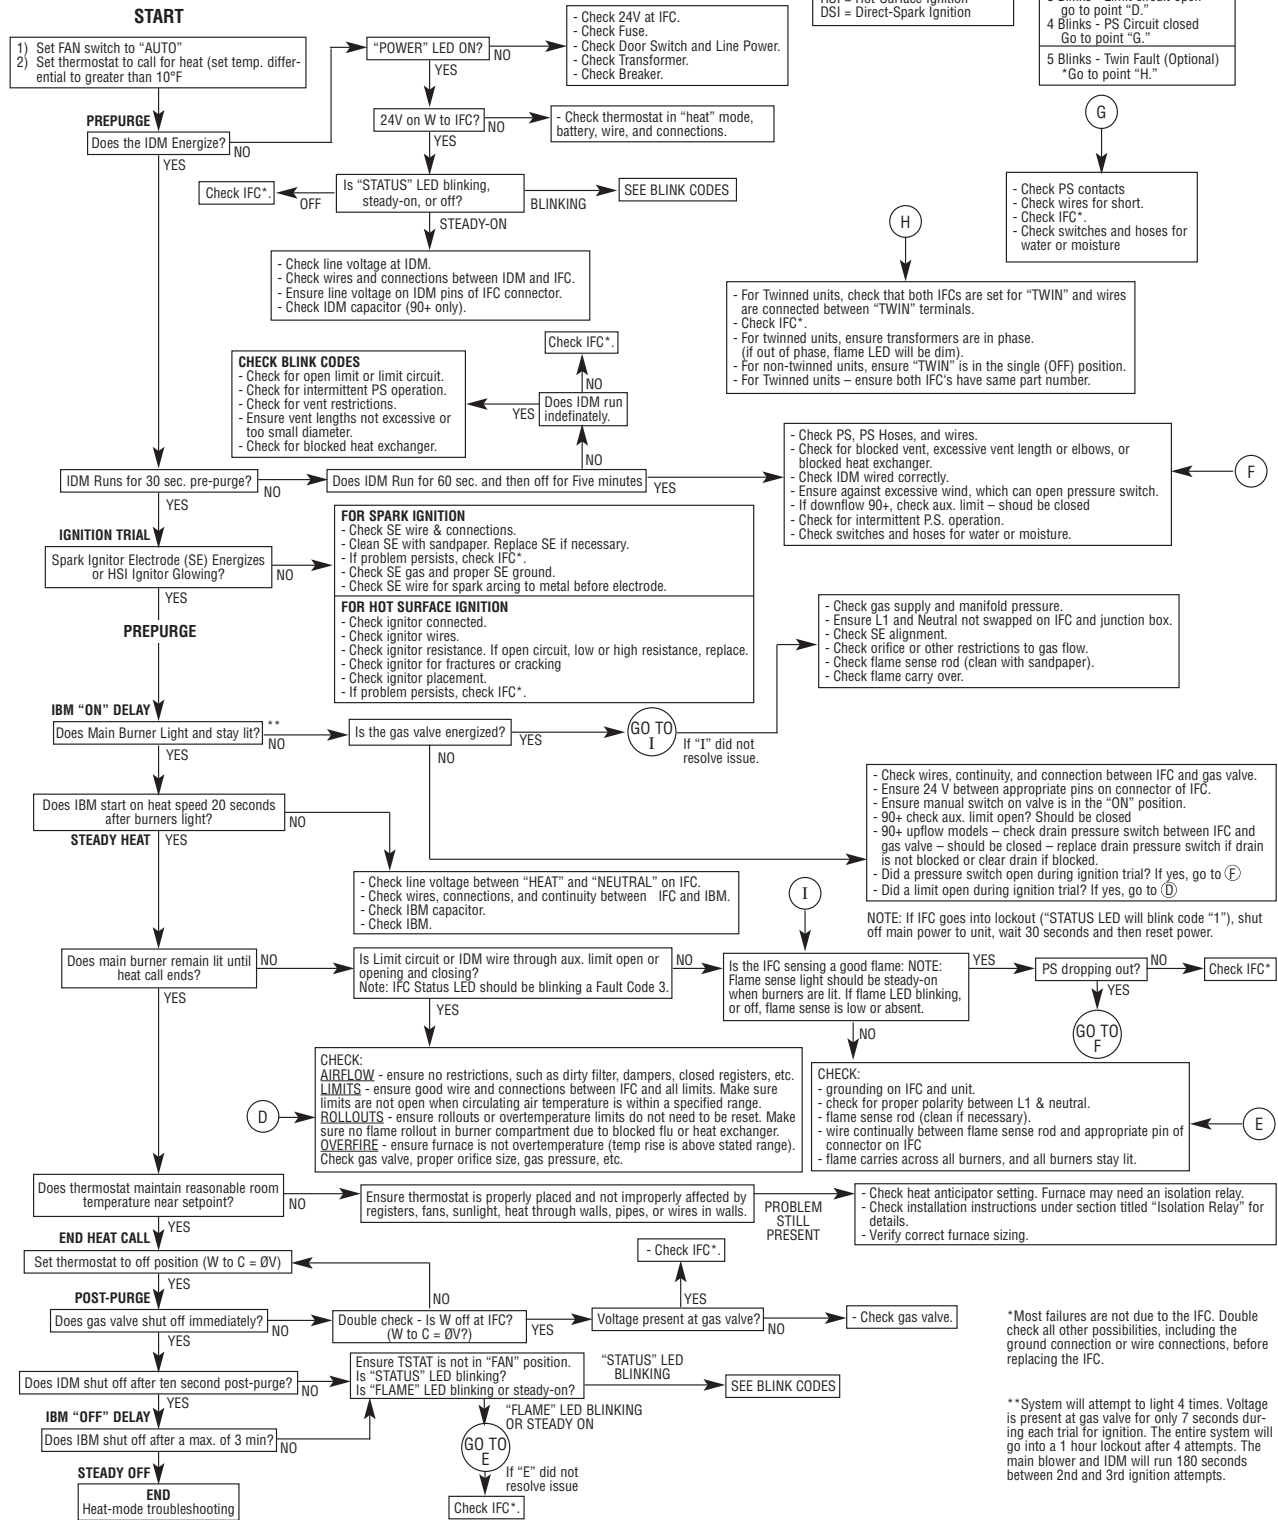 START
1) Set FAN switch to “AUTO”
2) Set thermostat to call for heat (set temp. differ-
ential to greater than 10°F
PREPURGE
Does the IDM Energize?
NO
YES
“POWER” LED ON?
NO
YES
- Check 24V at IFC.
- Check Fuse.
- Check Door Switch and Line Power.
- Check Transformer.
- Check Breaker.
DSI = Direct-Spark Ignition
go to point “D.”
4 Blinks - PS Circuit closed
Go to point “G.”
5 Blinks - Twin Fault (Optional)
*Go to point “H.”
24V on W to IFC?
NO
YES
- Check thermostat in “heat” mode,
battery, wire, and connections.
Is “STATUS” LED blinking,
steady-on, or off?
OFF
Check IFC*.
BLINKING
SEE BLINK CODES
STEADY-ON
- Check line voltage at IDM.
- Check wires and connections between IDM and IFC.
- Ensure line voltage on IDM pins of IFC connector.
- Check IDM capacitor (90+ only).
G
- Check PS contacts
- Check wires for short.
- Check IFC*.
- Check switches and hoses for
water or moisture
H
- For Twinned units, check that both IFCs are set for “TWIN” and wires
are connected between “TWIN” terminals.
- Check IFC*.
- For twinned units, ensure transformers are in phase.
(if out of phase, flame LED will be dim).
- For non-twinned units, ensure “TWIN” is in the single (OFF) position.
- For Twinned units – ensure both IFC's have same part number.
Check IFC*.
NO
Does IDM run
indefinately.
YES
NO
CHECK BLINK CODES
- Check for open limit or limit circuit.
- Check for intermittent PS operation.
- Check for vent restrictions.
- Ensure vent lengths not excessive or
too small diameter.
- Check for blocked heat exchanger.
IDM Runs for 30 sec. pre-purge?
NO
YES
Does IDM Run for 60 sec. and then off for Five minutes
YES
- Check PS, PS Hoses, and wires.
- Check for blocked vent, excessive vent length or elbows, or
blocked heat exchanger.
- Check IDM wired correctly.
- Ensure against excessive wind, which can open pressure switch.
- If downflow 90+, check aux. limit – shoud be closed
- Check for intermittent P.S. operation.
- Check switches and hoses for water or moisture.
F
IGNITION TRIAL
Spark Ignitor Electrode (SE) Energizes
or HSI Ignitor Glowing?
NO
YES
FOR SPARK IGNITION
- Check SE wire & connections.
- Clean SE with sandpaper. Replace SE if necessary.
- If problem persists, check IFC*.
- Check SE gas and proper SE ground.
- Check SE wire for spark arcing to metal before electrode.
FOR HOT SURFACE IGNITION
- Check ignitor connected.
- Check ignitor wires.
- Check ignitor resistance. If open circuit, low or high resistance, replace.
- Check ignitor for fractures or cracking
- Check ignitor placement.
- If problem persists, check IFC*.
PREPURGE
- Check gas supply and manifold pressure.
- Ensure L1 and Neutral not swapped on IFC and junction box.
- Check SE alignment.
- Check orifice or other restrictions to gas flow.
- Check flame sense rod (clean with sandpaper).
- Check flame carry over.
IBM “ON” DELAY
Does Main Burner Light and stay lit?
**
NO
YES
Is the gas valve energized?
YES
NO
GO TO
I
If “I” did not
resolve issue.
- Check wires, continuity, and connection between IFC and gas valve.
- Ensure 24 V between appropriate pins on connector of IFC.
- Ensure manual switch on valve is in the “ON” position.
- 90+ check aux. limit open? Should be closed
- 90+ upflow models – check drain pressure switch between IFC and
gas valve – should be closed – replace drain pressure switch if drain
is not blocked or clear drain if blocked.
- Did a pressure switch open during ignition trial? If yes, go to F
- Did a limit open during ignition trial? If yes, go to D
NOTE: If IFC goes into lockout (“STATUS LED will blink code “1”), shut
off main power to unit, wait 30 seconds and then reset power.
Does IBM start on heat speed 20 seconds
after burners light?
NO
STEADY HEAT
YES
- Check line voltage between “HEAT” and “NEUTRAL” on IFC.
- Check wires, connections, and continuity between IFC and IBM.
- Check IBM capacitor.
- Check IBM.
I
Does main burner remain lit until
heat call ends?
NO
YES
Is Limit circuit or IDM wire through aux. limit open or
opening and closing?
Note: IFC Status LED should be blinking a Fault Code 3.
NO
YES
Is the IFC sensing a good flame: NOTE:
Flame sense light should be steady-on
when burners are lit. If flame LED blinking,
or off, flame sense is low or absent.
YES
NO
PS dropping out?
NO
Check IFC*
YES
GO TO
F
D
CHECK:
AIRFLOW - ensure no restrictions, such as dirty filter, dampers, closed registers, etc.
LIMITS - ensure good wire and connections between IFC and all limits. Make sure
limits are not open when circulating air temperature is within a specified range.
ROLLOUTS - ensure rollouts or overtemperature limits do not need to be reset. Make
sure no flame rollout in burner compartment due to blocked flu or heat exchanger.
OVERFIRE - ensure furnace is not overtemperature (temp rise is above stated range).
Check gas valve, proper orifice size, gas pressure, etc.
CHECK:
- grounding on IFC and unit.
- check for proper polarity between L1 & neutral.
- flame sense rod (clean if necessary).
- wire continually between flame sense rod and appropriate pin of
connector on IFC
- flame carries across all burners, and all burners stay lit.
E
Does thermostat maintain reasonable room
temperature near setpoint?
NO
YES
Ensure thermostat is properly placed and not improperly affected by
registers, fans, sunlight, heat through walls, pipes, or wires in walls.
PROBLEM
STILL
PRESENT
- Check heat anticipator setting. Furnace may need an isolation relay.
- Check installation instructions under section titled “Isolation Relay” for
details.
- Verify correct furnace sizing.
END HEAT CALL
Set thermostat to off position (W to C = ØV)
YES
POST-PURGE
Does gas valve shut off immediately?
NO
YES
Double check - Is W off at IFC?
(W to C = ØV?)
NO
YES
Voltage present at gas valve?
YES
- Check IFC*.
NO
- Check gas valve.
Does IDM shut off after ten second post-purge?
NO
YES
Ensure TSTAT is not in “FAN” position.
Is “STATUS” LED blinking?
Is “FLAME” LED blinking or steady-on?
“STATUS” LED
BLINKING
SEE BLINK CODES
“FLAME” LED BLINKING
OR STEADY ON
IBM “OFF” DELAY
Does IBM shut off after a max. of 3 min?
NO
GO TO
E
If “E” did not
resolve issue
Check IFC*.
STEADY OFF
END
Heat-mode troubleshooting
*Most failures are not due to the IFC. Double
check all other possibilities, including the
ground connection or wire connections, before
replacing the IFC.
**System will attempt to light 4 times. Voltage
is present at gas valve for only 7 seconds dur-
ing each trial for ignition. The entire system will
go into a 1 hour lockout after 4 attempts. The
main blower and IDM will run 180 seconds
between 2nd and 3rd ignition attempts.